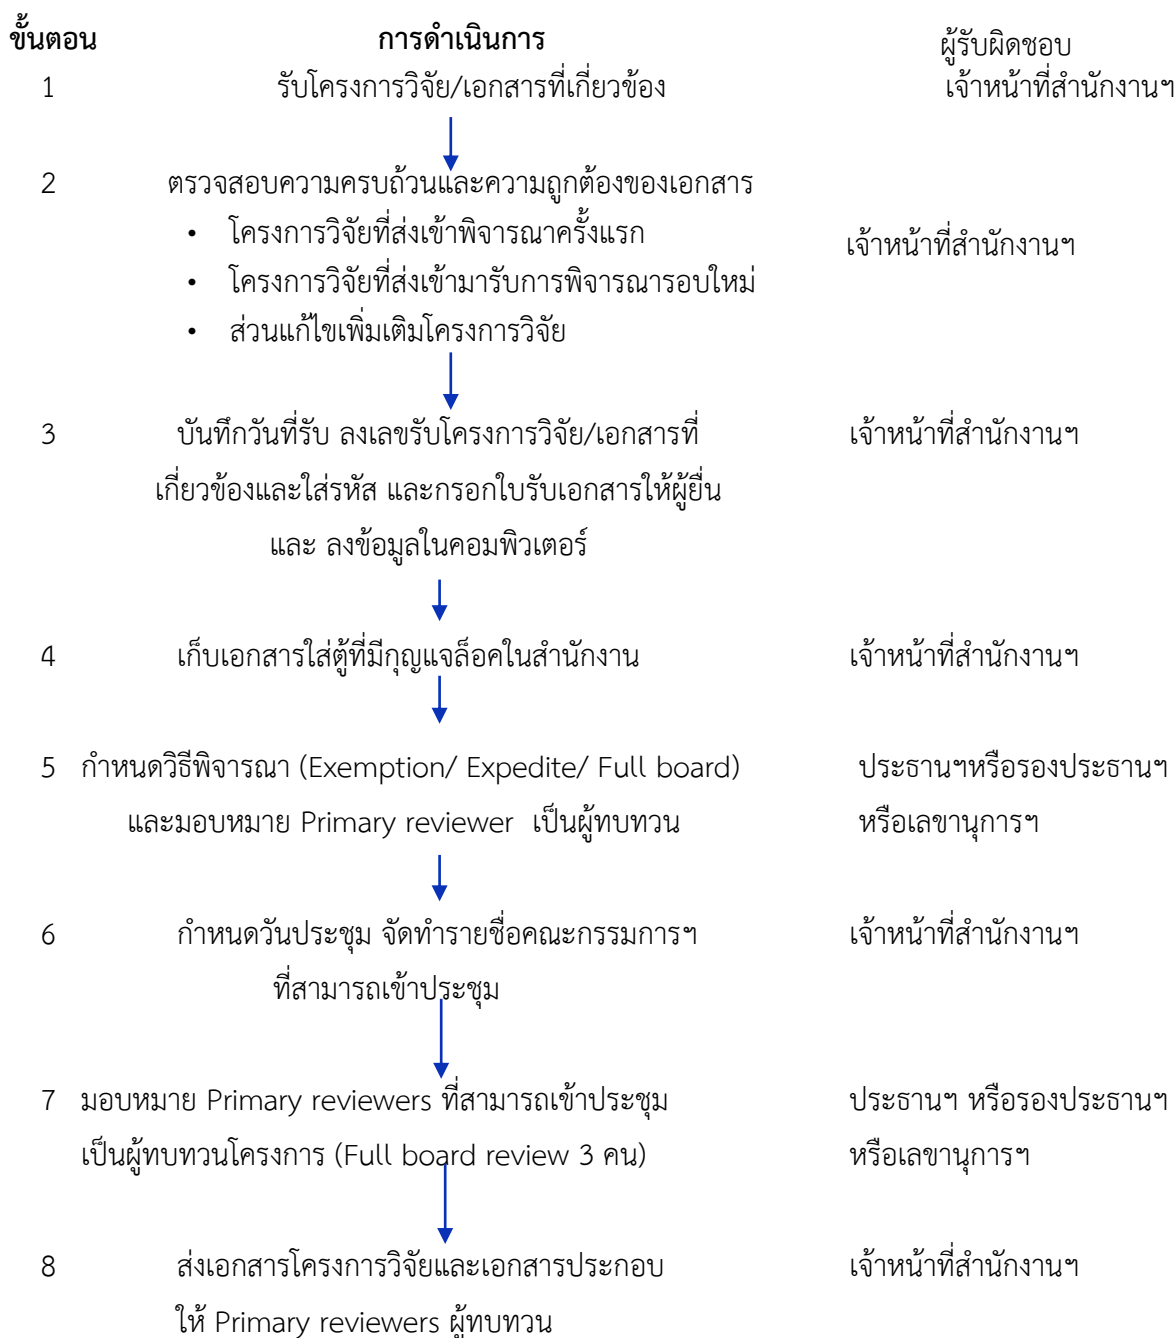 ขั้นตอน การดำเนินการ ผู้รับผิดชอบ
1 รับโครงการวิจัย/เอกสารที่เกี่ยวข้อง เจ้าหน้าที่สำนักงานฯ
2 ตรวจสอบความครบถ้วนและความถูกต้องของเอกสาร
• โครงการวิจัยที่ส่งเข้าพิจารณาครั้งแรก เจ้าหน้าที่สำนักงานฯ
• โครงการวิจัยที่ส่งเข้ามารับการพิจารณารอบใหม่
• ส่วนแก้ไขเพิ่มเติมโครงการวิจัย
3 บันทึกวันที่รับ ลงเลขรับโครงการวิจัย/เอกสารที่ เจ้าหน้าที่สำนักงานฯ
เกี่ยวข้องและใส่รหัส และกรอกใบรับเอกสารให้ผู้ยื่น
และ ลงข้อมูลในคอมพิวเตอร์
4 เก็บเอกสารใส่ตู้ที่มีกุญแจล็อคในสำนักงาน เจ้าหน้าที่สำนักงานฯ
5 กำหนดวิธีพิจารณา (Exemption/ Expedite/ Full board) ประธานฯหรือรองประธานฯ
และมอบหมาย Primary reviewer เป็นผู้ทบทวน หรือเลขานุการฯ
6 กำหนดวันประชุม จัดทำรายชื่อคณะกรรมการฯ เจ้าหน้าที่สำนักงานฯ
ที่สามารถเข้าประชุม
7 มอบหมาย Primary reviewers ที่สามารถเข้าประชุม ประธานฯ หรือรองประธานฯ
เป็นผู้ทบทวนโครงการ (Full board review 3 คน) หรือเลขานุการฯ
8 ส่งเอกสารโครงการวิจัยและเอกสารประกอบ เจ้าหน้าที่สำนักงานฯ
ให้ Primary reviewers ผู้ทบทวน